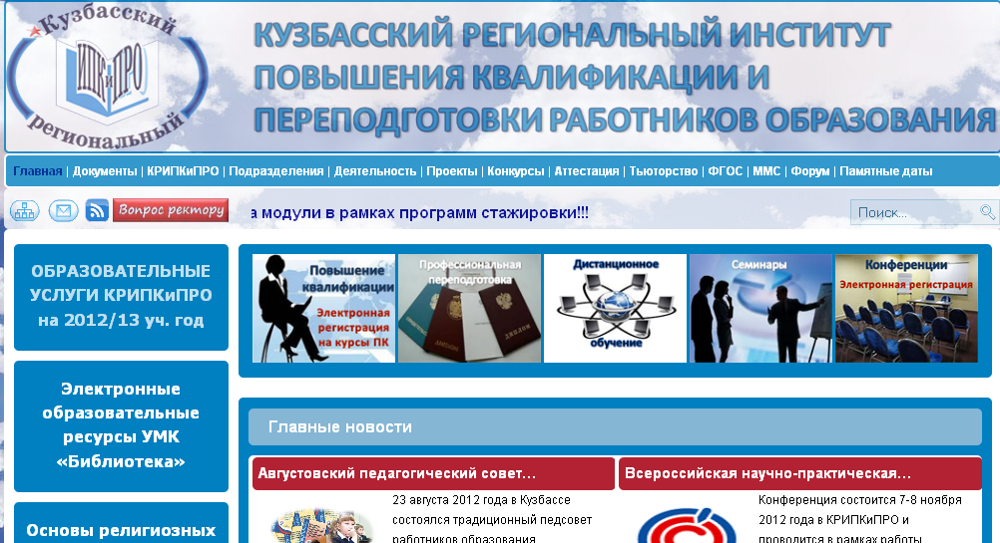 Кузбасский
ИПКиПРО
региональный
КУЗБАССКИЙ РЕГИОНАЛЬНЫЙ ИНСТИТУТ
ПОВЫШЕНИЯ КВАЛИФИКАЦИИ И
ПЕРЕПОДГОТОВКИ РАБОТНИКОВ ОБРАЗОВАНИЯ
Главная | Документы | КРИПКиПРО | Подразделения | Деятельность | Проекты | Конкурсы | Аттестация | Тьюторство | ФГОС | ММС | Форум | Памятные даты
Вопрос ректору
а модули в рамках программ стажировки!!!
Поиск...
ОБРАЗОВАТЕЛЬНЫЕ
УСЛУГИ КРИПКиПРО
на 2012/13 уч. год
Электронные
образовательные
ресурсы УМК
«Библиотека»
Основы религиозных
Повышение
квалификации
Электронная
регистрация
на курсы ПК
Профессиональная
переподготовка
ДИПЛОМ
Дистанционное
обучение
Семинары
Конференции
Электронная регистрация
Главные новости
Августовский педагогический совет...
23 августа 2012 года в Кузбассе
состоялся традиционный педсовет
работников образования
Всероссийская научно-практическая...
Конференция состоится 7-8 ноября
2012 года в КРИПКиПРО и
проводится в рамках работы